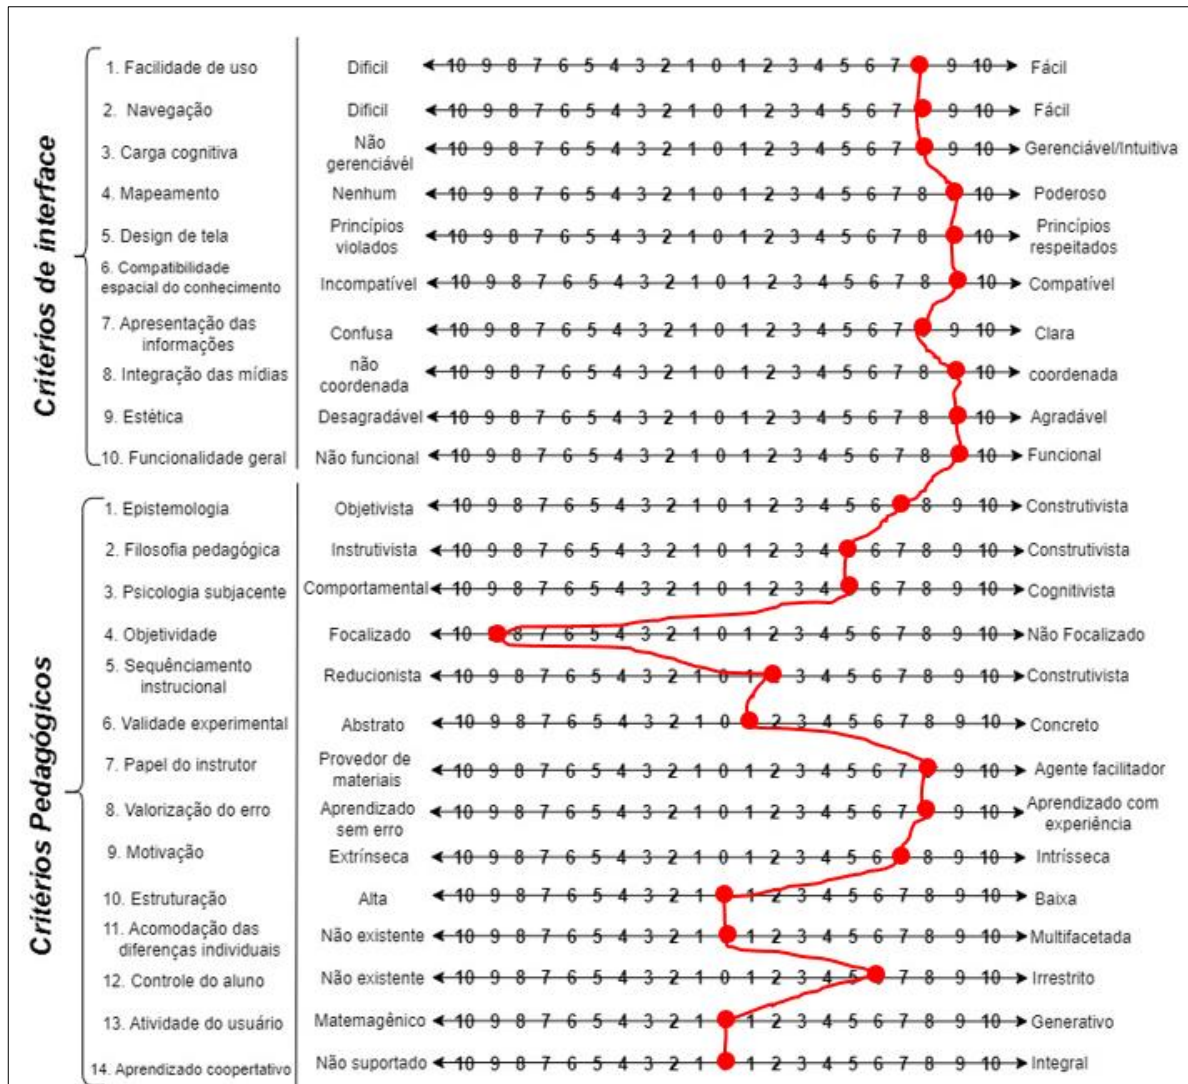 Critérios de interface
1. Facilidade de uso Dificil 10 9 8 7 6 5 4 3 2 1 0 1 2 3 4 5 6 7 9 10 Fácil
2. Navegação Dificil 10 9 8 7 6 5 4 3 2 1 0 1 2 3 4 5 6 7 9 10 Fácil
3. Carga cognitiva Não
gerenciável 10 9 8 7 6 5 4 3 2 1 0 1 2 3 4 5 6 7 9 10 Gerenciável/Intuitiva
4. Mapeamento Nenhum 10 9 8 7 6 5 4 3 2 1 0 1 2 3 4 5 6 7 8 10 Poderoso
5. Design de tela Princípios
violados 10 9 8 7 6 5 4 3 2 1 0 1 2 3 4 5 6 7 8 10 Princípios
respeitados
6. Compatibilidade
espacial do conhecimento Incompatível 10 9 8 7 6 5 4 3 2 1 0 1 2 3 4 5 6 7 8 10 Compatível
7. Apresentação das
informações Confusa 10 9 8 7 6 5 4 3 2 1 0 1 2 3 4 5 6 7 9 10 Clara
8. Integração das mídias não
coordenada 10 9 8 7 6 5 4 3 2 1 0 1 2 3 4 5 6 7 8 10 coordenada
9. Estética Desagradável 10 9 8 7 6 5 4 3 2 1 0 1 2 3 4 5 6 7 8 10 Agradável
10. Funcionalidade geral Não funcional 10 9 8 7 6 5 4 3 2 1 0 1 2 3 4 5 6 7 8 10 Funcional
Critérios Pedagógicos
1. Epistemologia Objetivista 10 9 8 7 6 5 4 3 2 1 0 1 2 3 4 5 6 8 9 10 Construtivista
2. Filosofia pedagógica Instrutivista 10 9 8 7 6 5 4 3 2 1 0 1 2 3 4 6 7 8 9 10 Construtivista
3. Psicologia subjacente Comportamental 10 9 8 7 6 5 4 3 2 1 0 1 2 3 4 6 7 8 9 10 Cognitivista
4. Objetividade Focalizado 10 8 7 6 5 4 3 2 1 0 1 2 3 4 5 6 7 8 9 10 Não Focalizado
5. Sequênciamento
instrucional Reducionista 10 9 8 7 6 5 4 3 2 1 0 1 3 4 5 6 7 8 9 10 Construtivista
6. Validade experimental Abstrato 10 9 8 7 6 5 4 3 2 1 0 2 3 4 5 6 7 8 9 10 Concreto
7. Papel do instrutor Provedor de
materiais 10 9 8 7 6 5 4 3 2 1 0 1 2 3 4 5 6 7 9 10 Agente facilitador
8. Valorização do erro Aprendizado
sem erro 10 9 8 7 6 5 4 3 2 1 0 1 2 3 4 5 6 7 9 10 Aprendizado com
experiência
9. Motivação Extrínseca 10 9 8 7 6 5 4 3 2 1 0 1 2 3 4 5 6 8 9 10 Intrísseca
10. Estruturação Alta 10 9 8 7 6 5 4 3 2 1 1 2 3 4 5 6 7 8 9 10 Baixa
11. Acomodação das
diferenças individuais Não existente 10 9 8 7 6 5 4 3 2 1 1 2 3 4 5 6 7 8 9 10 Multifacetada
12. Controle do aluno Não existente 10 9 8 7 6 5 4 3 2 1 0 1 2 3 4 5 7 8 9 10 Irrestrito
13. Atividade do usuário Matemagênico 10 9 8 7 6 5 4 3 2 1 1 2 3 4 5 6 7 8 9 10 Generativo
14. Aprendizado coopertativo Não suportado 10 9 8 7 6 5 4 3 2 1 1 2 3 4 5 6 7 8 9 10 Integral